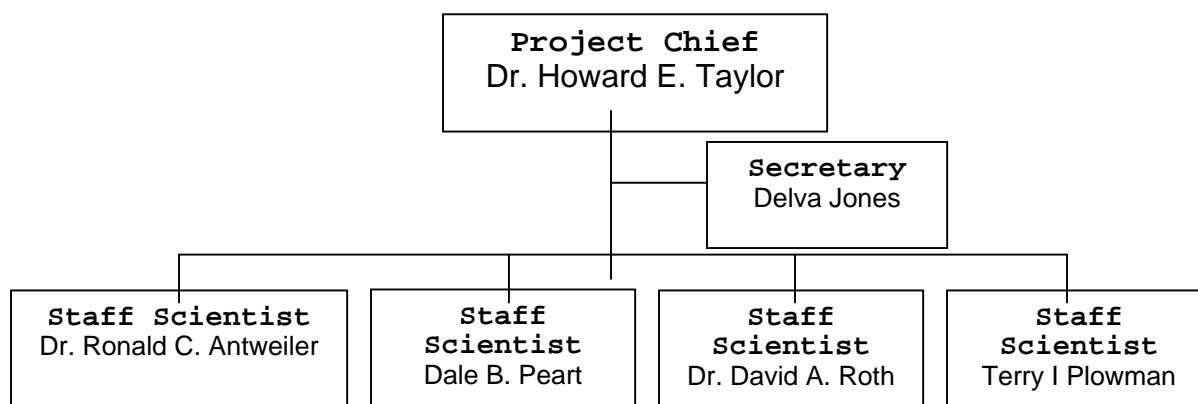 Project Chief
Dr. Howard E. Taylor
Secretary
Delva Jones
Staff Scientist
Dr. Ronald C. Antweiler
Staff
Scientist
Dale B. Peart
Staff
Scientist
Dr. David A. Roth
Staff
Scientist
Terry I Plowman